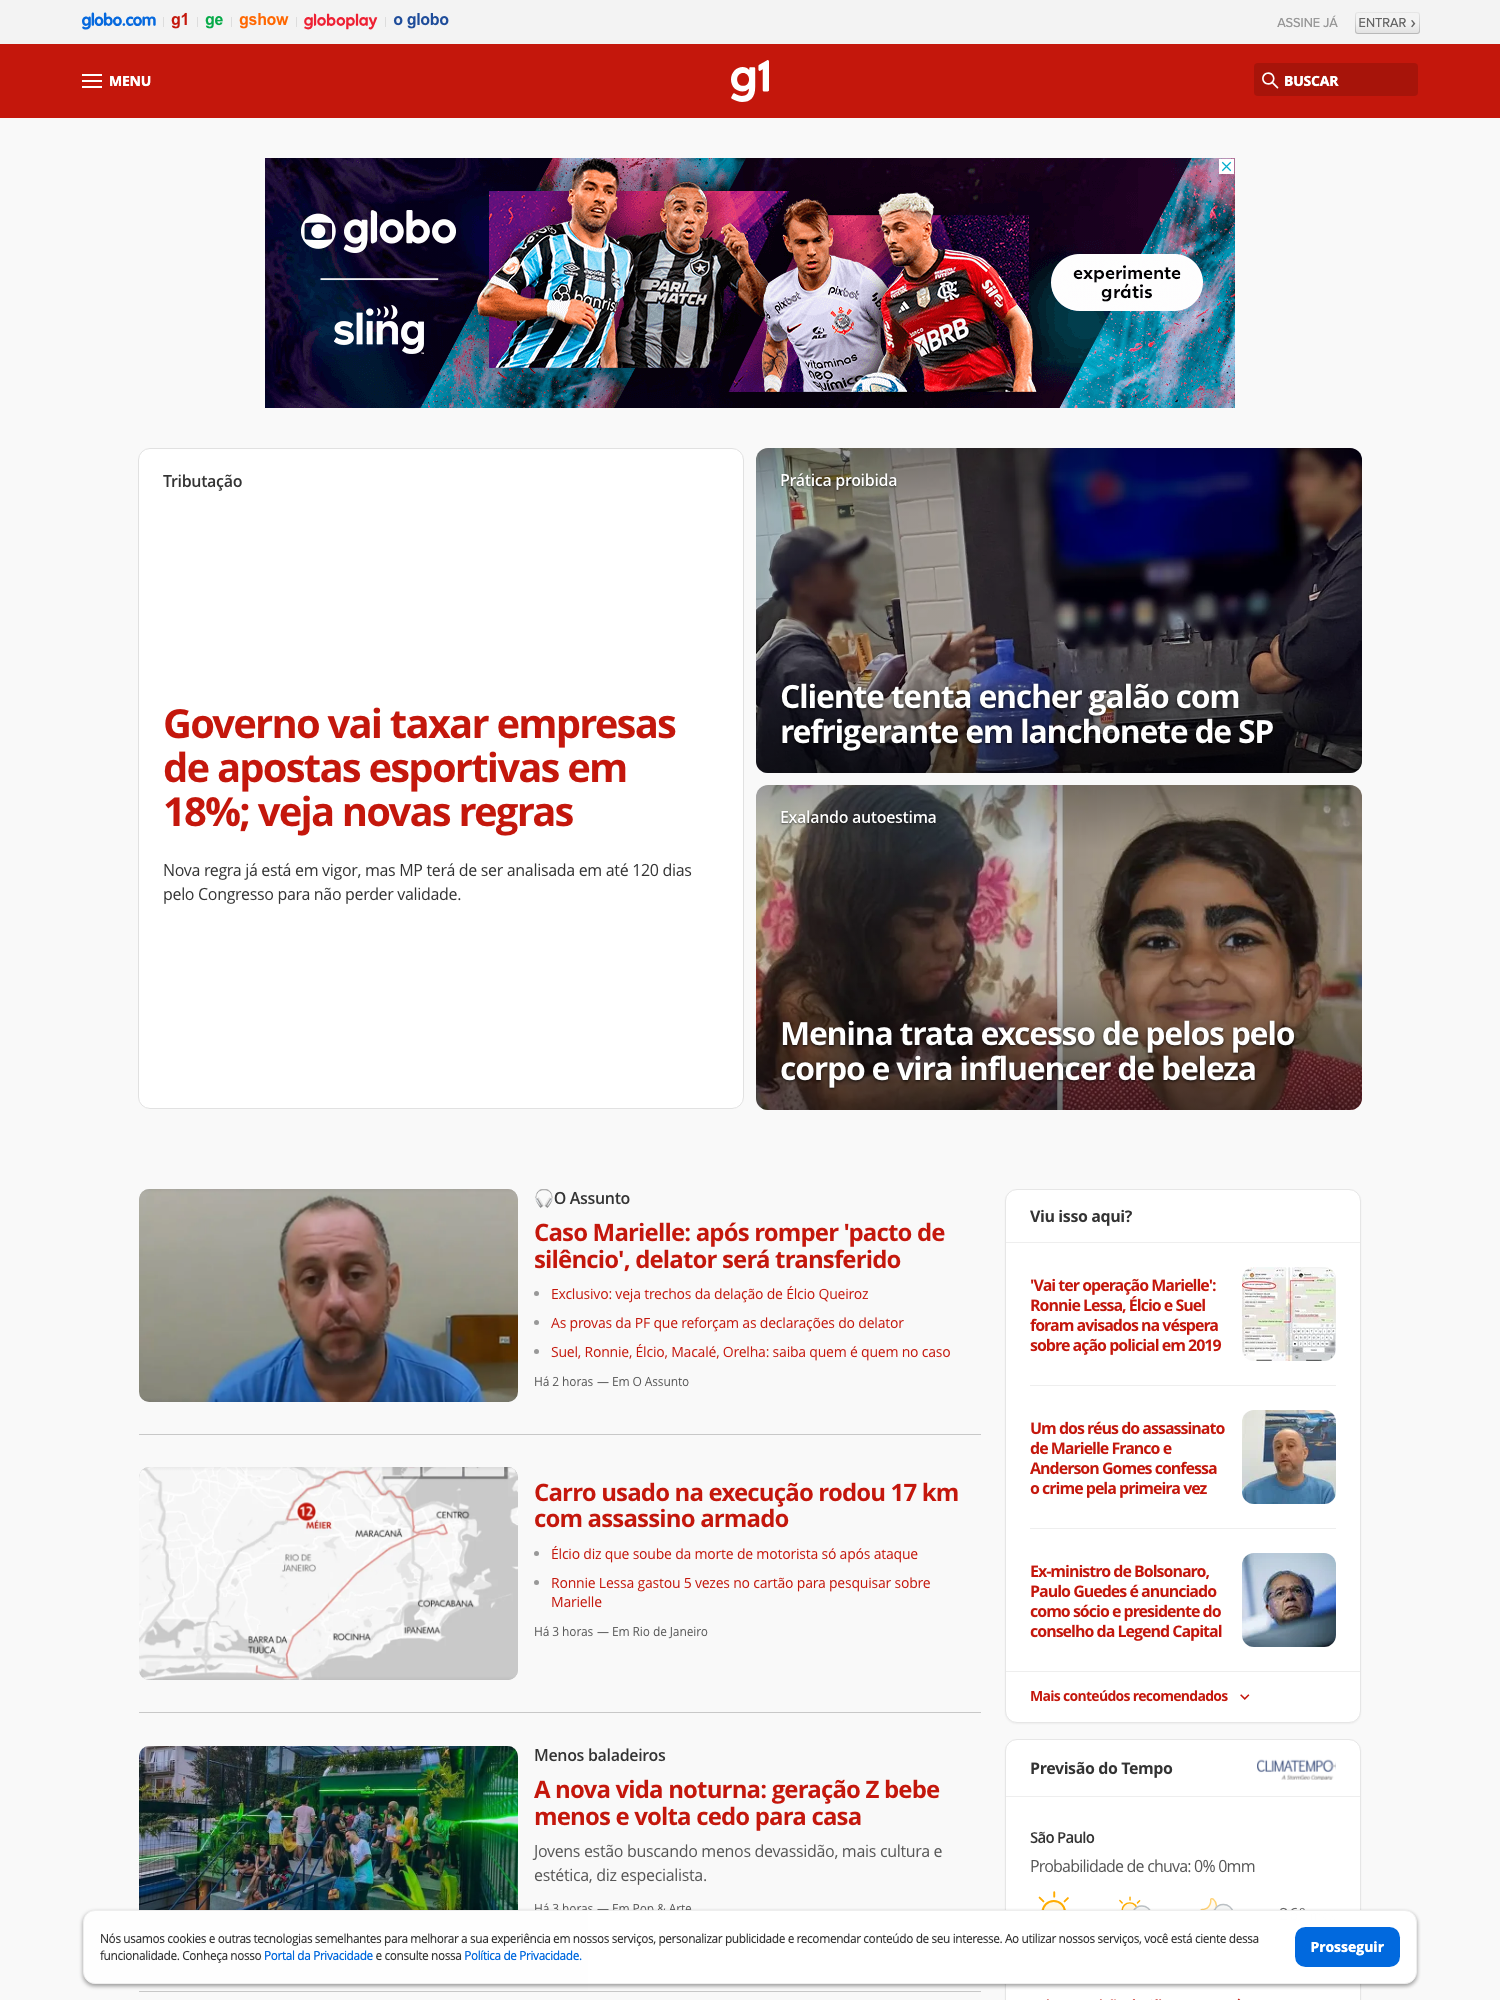 globo.com g1 ge gshow globoplay o globo
ASSINE JÁ ENTRAR ›
MENU
g1
BUSCAR
globo
sling
banris
PARI MATCH
pixbet pixbet
ALE
vitaminas
neo
química
BRB
Sil
experimente
grátis
Tributação
Governo vai taxar empresas
de apostas esportivas em
18%; veja novas regras
Nova regra já está em vigor, mas MP terá de ser analisada em até 120 dias
pelo Congresso para não perder validade.
Prática proibida
Cliente tenta encher galão com
refrigerante em lanchonete de SP
Exalando autoestima
Menina trata excesso de pelos pelo
corpo e vira influencer de beleza
O Assunto
Caso Marielle: após romper 'pacto de
silêncio', delator será transferido
Exclusivo: veja trechos da delação de Élcio Queiroz
As provas da PF que reforçam as declarações do delator
Suel, Ronnie, Élcio, Macalé, Orelha: saiba quem é quem no caso
Há 2 horas — Em O Assunto
12
MÉIER
MARACANÃ
CENTRO
RIO DE
JANEIRO
COPACABANA
IPANEMA
ROCINHA
BARRA DA
TIJUCA
Carro usado na execução rodou 17 km
com assassino armado
Élcio diz que soube da morte de motorista só após ataque
Ronnie Lessa gastou 5 vezes no cartão para pesquisar sobre
Marielle
Há 3 horas — Em Rio de Janeiro
Menos baladeiros
A nova vida noturna: geração Z bebe
menos e volta cedo para casa
Jovens estão buscando menos devassidão, mais cultura e
estética, diz especialista.
Há 3 horas — Em Pop & Arte
Viu isso aqui?
'Vai ter operação Marielle':
Ronnie Lessa, Élcio e Suel
foram avisados na véspera
sobre ação policial em 2019
Um dos réus do assassinato
de Marielle Franco e
Anderson Gomes confessa
o crime pela primeira vez
Ex-ministro de Bolsonaro,
Paulo Guedes é anunciado
como sócio e presidente do
conselho da Legend Capital
Mais conteúdos recomendados
Previsão do Tempo
CLIMATEMPO
A StormGeo Company
São Paulo
Probabilidade de chuva: 0% 0mm
Nós usamos cookies e outras tecnologias semelhantes para melhorar a sua experiência em nossos serviços, personalizar publicidade e recomendar conteúdo de seu interesse. Ao utilizar nossos serviços, você está ciente dessa
funcionalidade. Conheça nosso Portal da Privacidade e consulte nossa Política de Privacidade.
Prosseguir